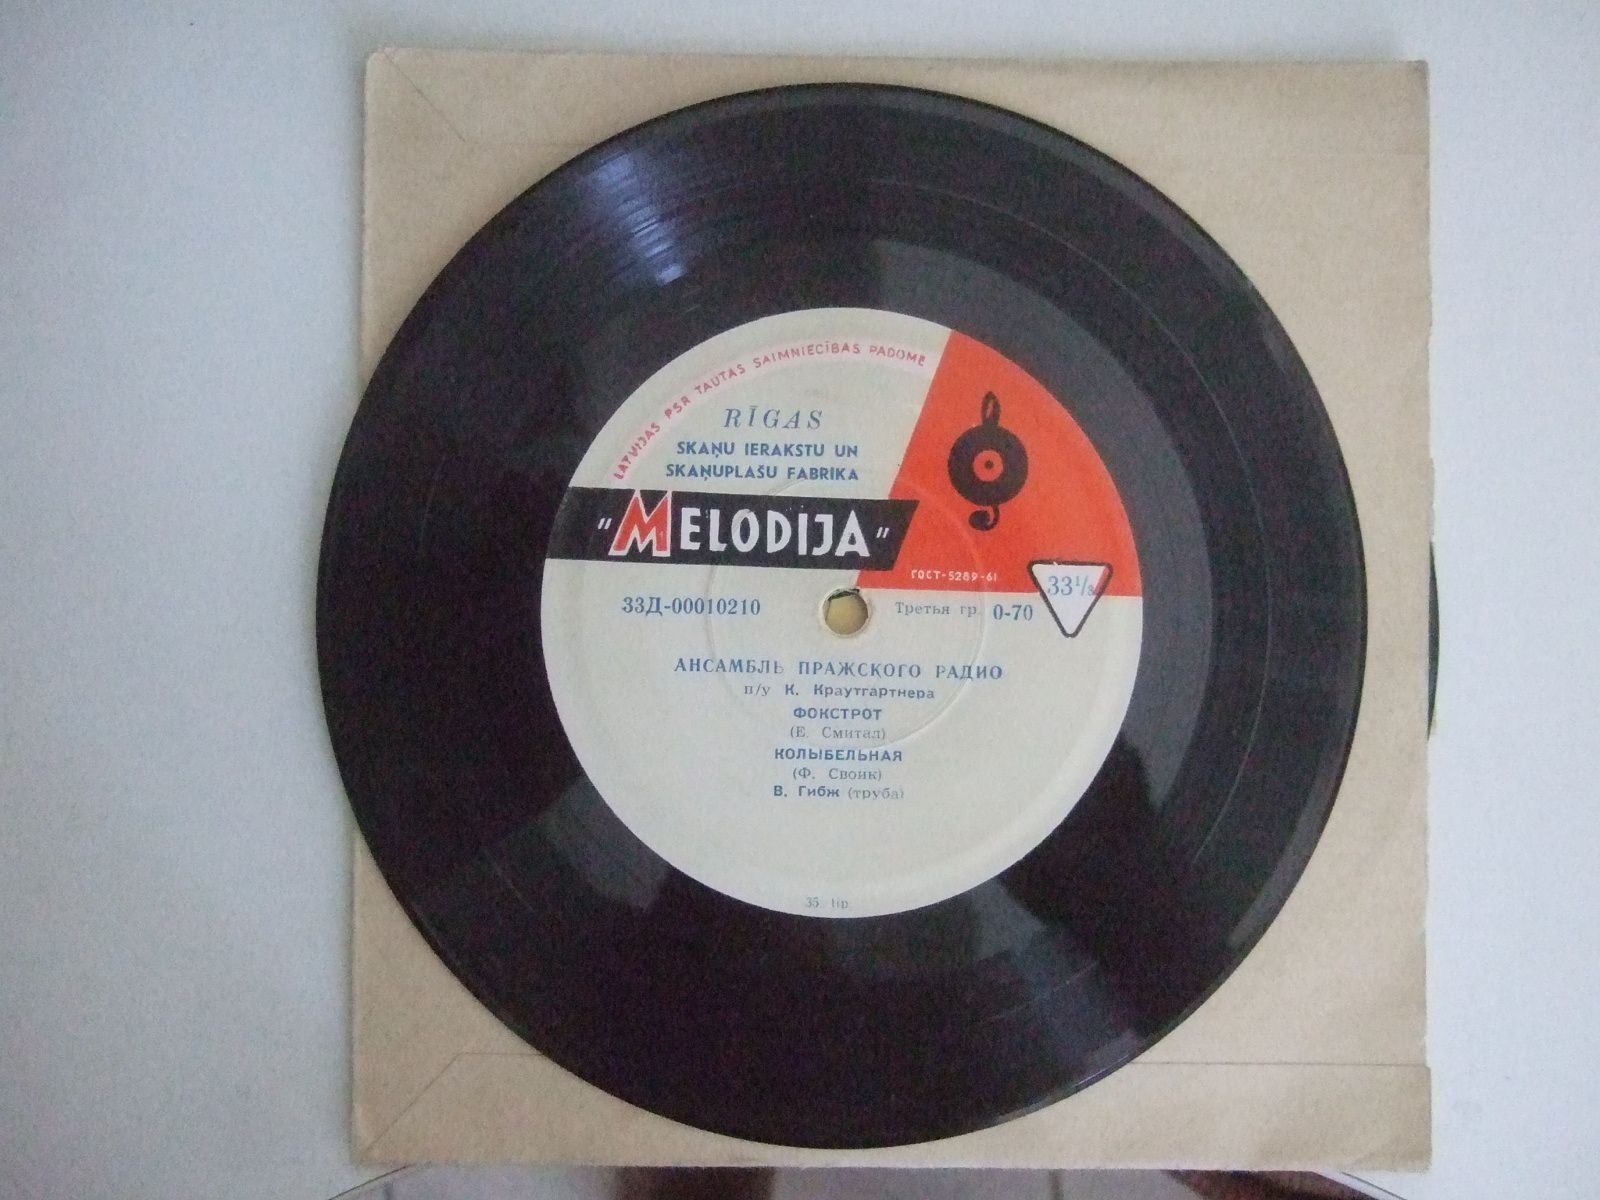 LATVIJAS PSR TAUTAS SAIMNIECĪBAS PADOME
RĪGAS
SKAŅU IERAKSTU UN
SKAŅUPLAŠU FABRIKA
"MELODIJA"
ГОСТ-5289-61
33⅓
33Д-00010210
Третья гр. 0-70
АНСАМБЛЬ ПРАЖСКОГО РАДИО
п/у К. Краутгартнера
ФОКСТРОТ
(Е. Смитал)
КОЛЫБЕЛЬНАЯ
(Ф. Своик)
В. Гибж (труба)
35. tip.